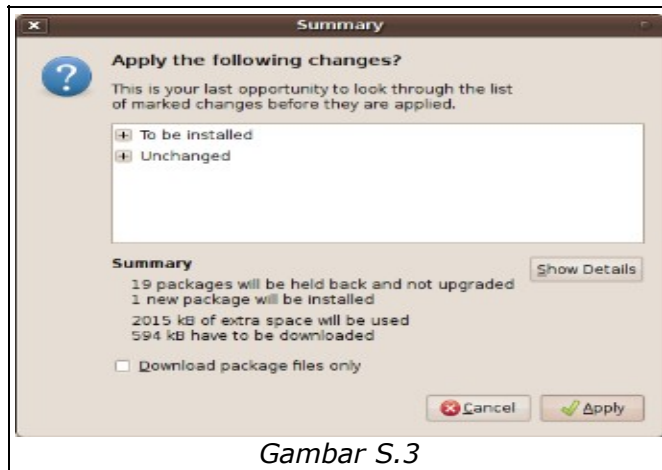 Summary
Apply the following changes?
This is your last opportunity to look through the list
of marked changes before they are applied.
To be installed
Unchanged
Summary
Show Details
19 packages will be held back and not upgraded
1 new package will be installed
2015 kB of extra space will be used
594 kB have to be downloaded
Download package files only
Cancel
Apply
Gambar S.3